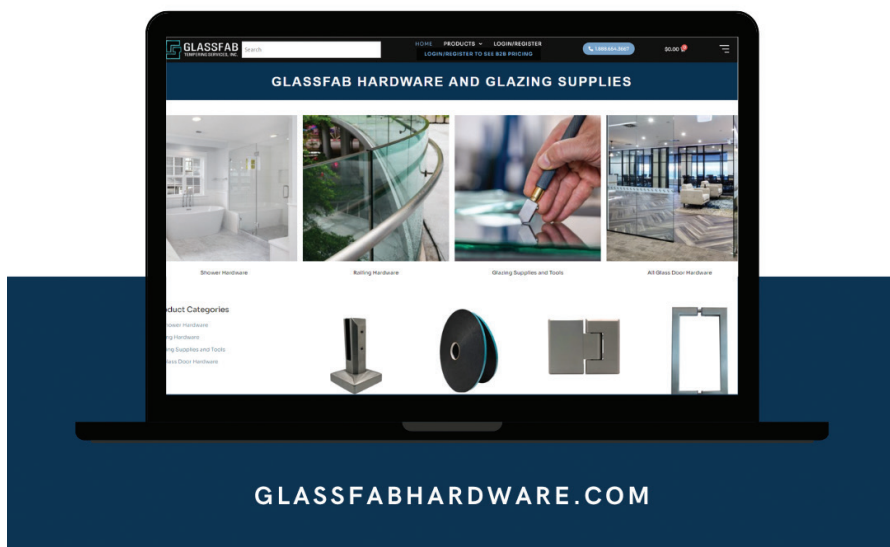 GLASSFAB
TEMPERING SERVICES, INC.
Search
HOME PRODUCTS LOGIN/REGISTER
LOGIN/REGISTER TO SEE B2B PRICING
$0.00
GLASSFAB HARDWARE AND GLAZING SUPPLIES
Shower Hardware
Railing Hardware
Glazing Supplies and Tools
All Glass Door Hardware
duct Categories
ower Hardware
ng Hardware
ing Supplies and Tools
lass Door Hardware
GLASSFABHARDWARE.COM